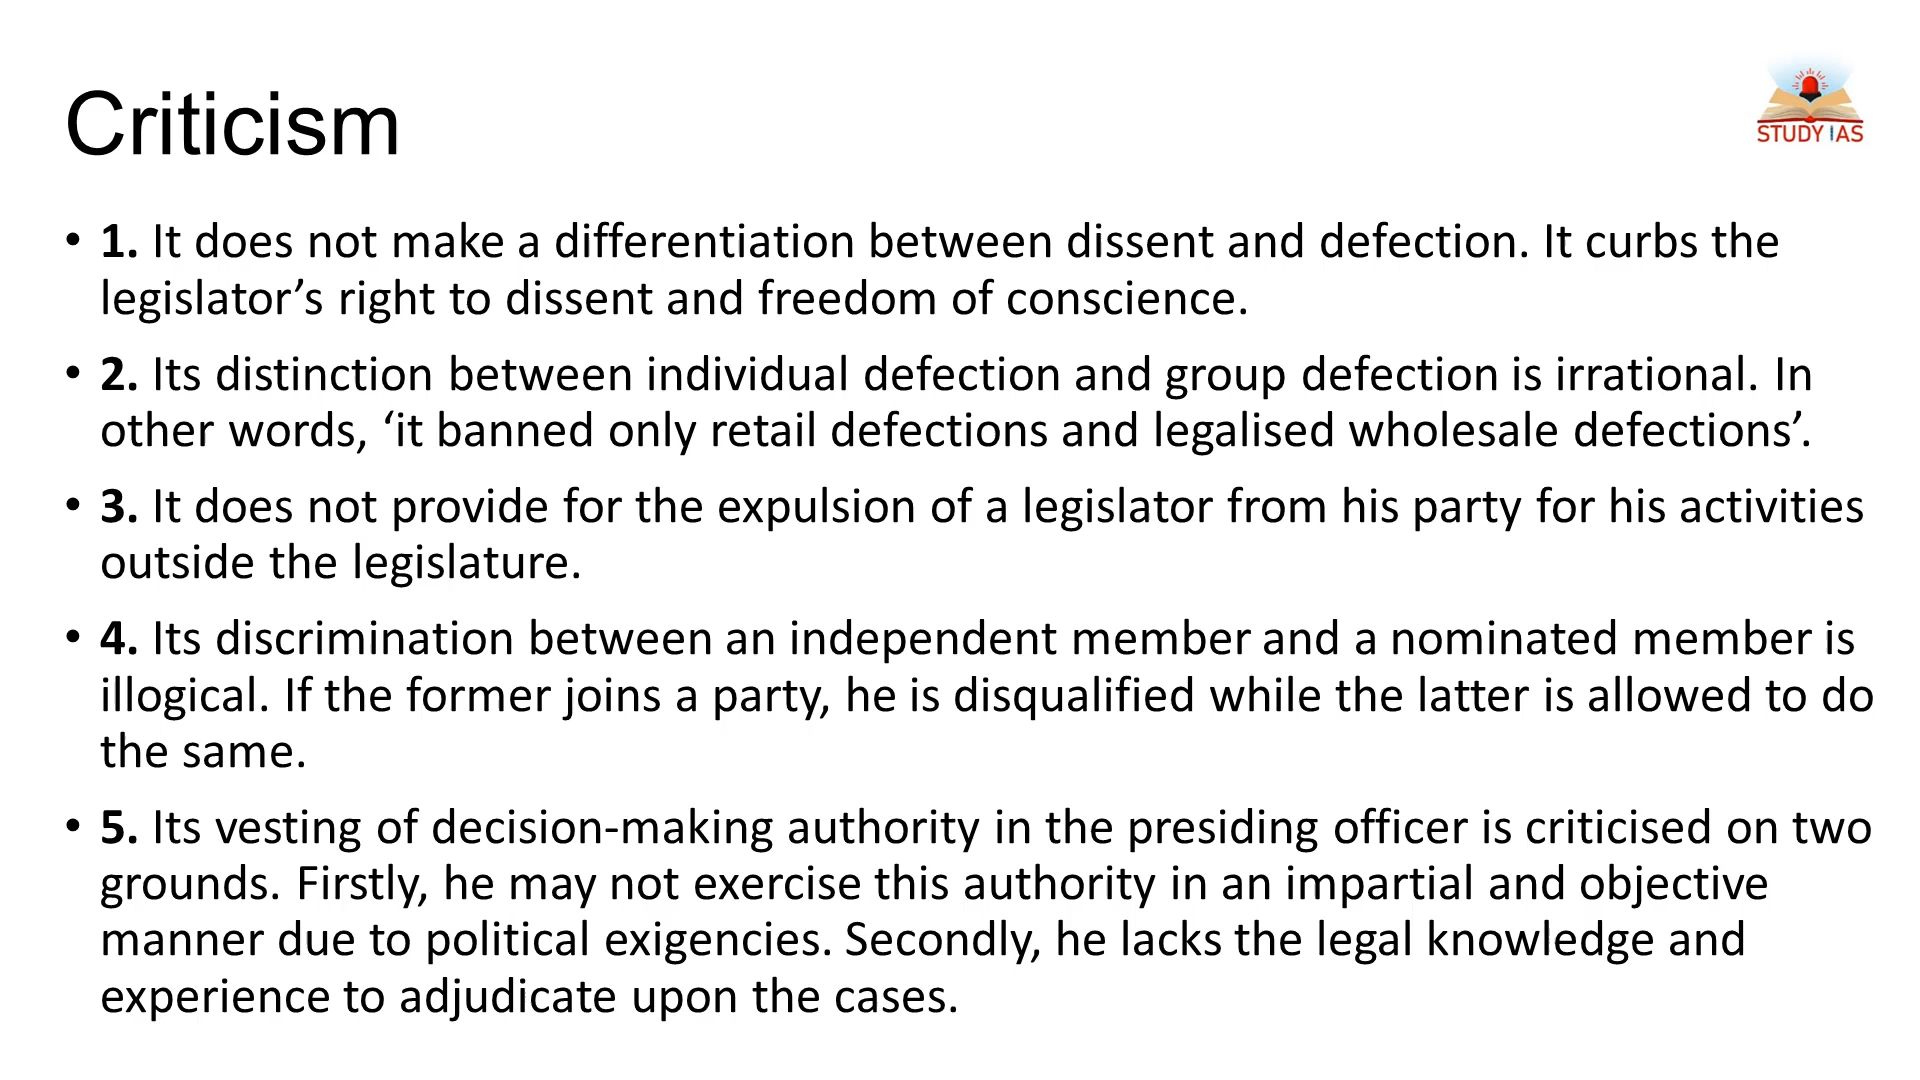 Criticism
STUDY IAS
• 1. It does not make a differentiation between dissent and defection. It curbs the
legislator’s right to dissent and freedom of conscience.
• 2. Its distinction between individual defection and group defection is irrational. In
other words, ‘it banned only retail defections and legalised wholesale defections’.
• 3. It does not provide for the expulsion of a legislator from his party for his activities
outside the legislature.
• 4. Its discrimination between an independent member and a nominated member is
illogical. If the former joins a party, he is disqualified while the latter is allowed to do
the same.
• 5. Its vesting of decision-making authority in the presiding officer is criticised on two
grounds. Firstly, he may not exercise this authority in an impartial and objective
manner due to political exigencies. Secondly, he lacks the legal knowledge and
experience to adjudicate upon the cases.